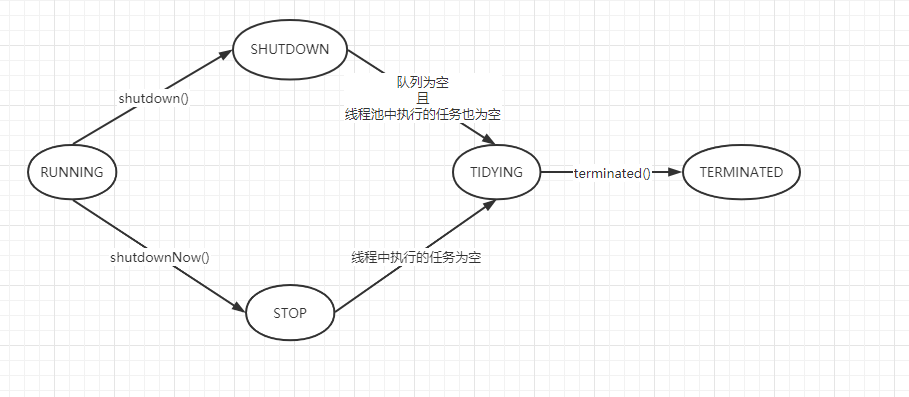 SHUTDOWN
队列为空
且
线程池中执行的任务也为空
shutdown()
RUNNING
TIDYING
terminated()
TERMINATED
shutdownNow()
线程中执行的任务为空
STOP